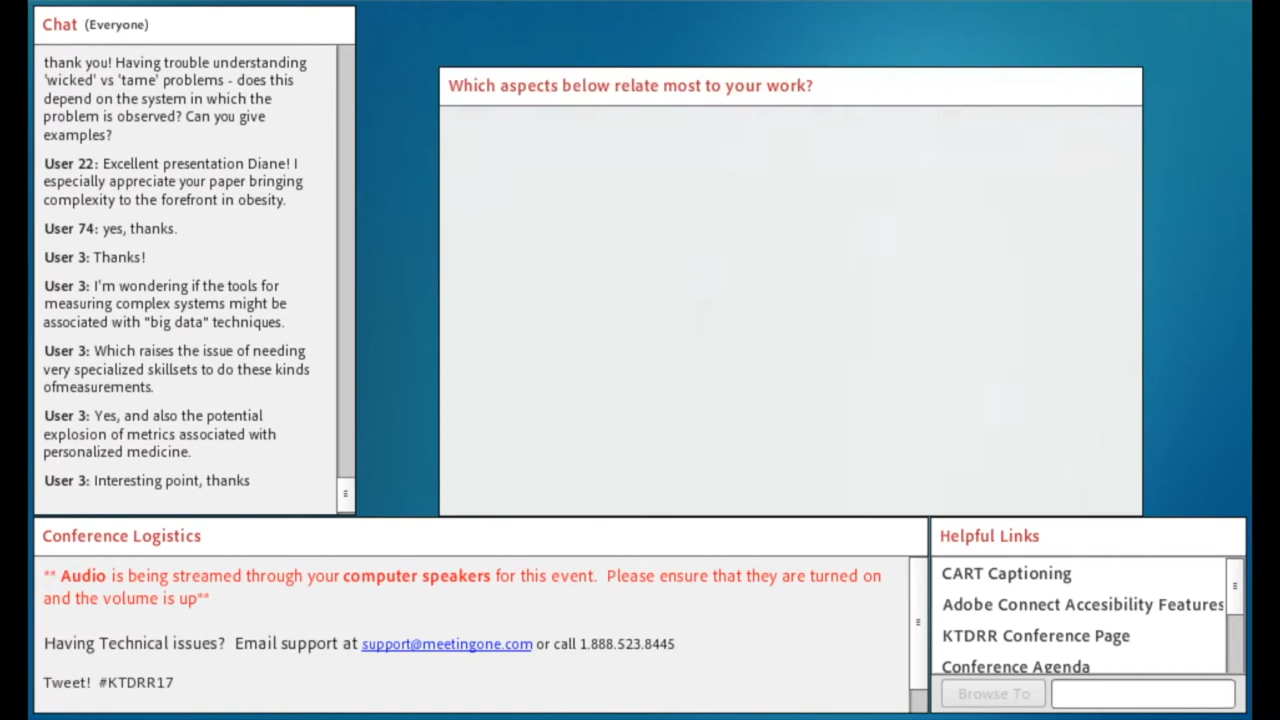 Chat (Everyone)
thank you! Having trouble understanding
'wicked' vs 'tame' problems - does this
depend on the system in which the
problem is observed? Can you give
examples?
User 22: Excellent presentation Diane! I
especially appreciate your paper bringing
complexity to the forefront in obesity.
User 74: yes, thanks.
User 3: Thanks!
User 3: I'm wondering if the tools for
measuring complex systems might be
associated with "big data" techniques.
User 3: Which raises the issue of needing
very specialized skillsets to do these kinds
ofmeasurements.
User 3: Yes, and also the potential
explosion of metrics associated with
personalized medicine.
User 3: Interesting point, thanks
Which aspects below relate most to your work?
Conference Logistics
** Audio is being streamed through your computer speakers for this event. Please ensure that they are turned on
and the volume is up**
Having Technical issues? Email support at support@meetingone.com or call 1.888.523.8445
Tweet! #KTDRR17
Helpful Links
CART Captioning
Adobe Connect Accesibility Features
KTDRR Conference Page
Conference Agenda
Browse To